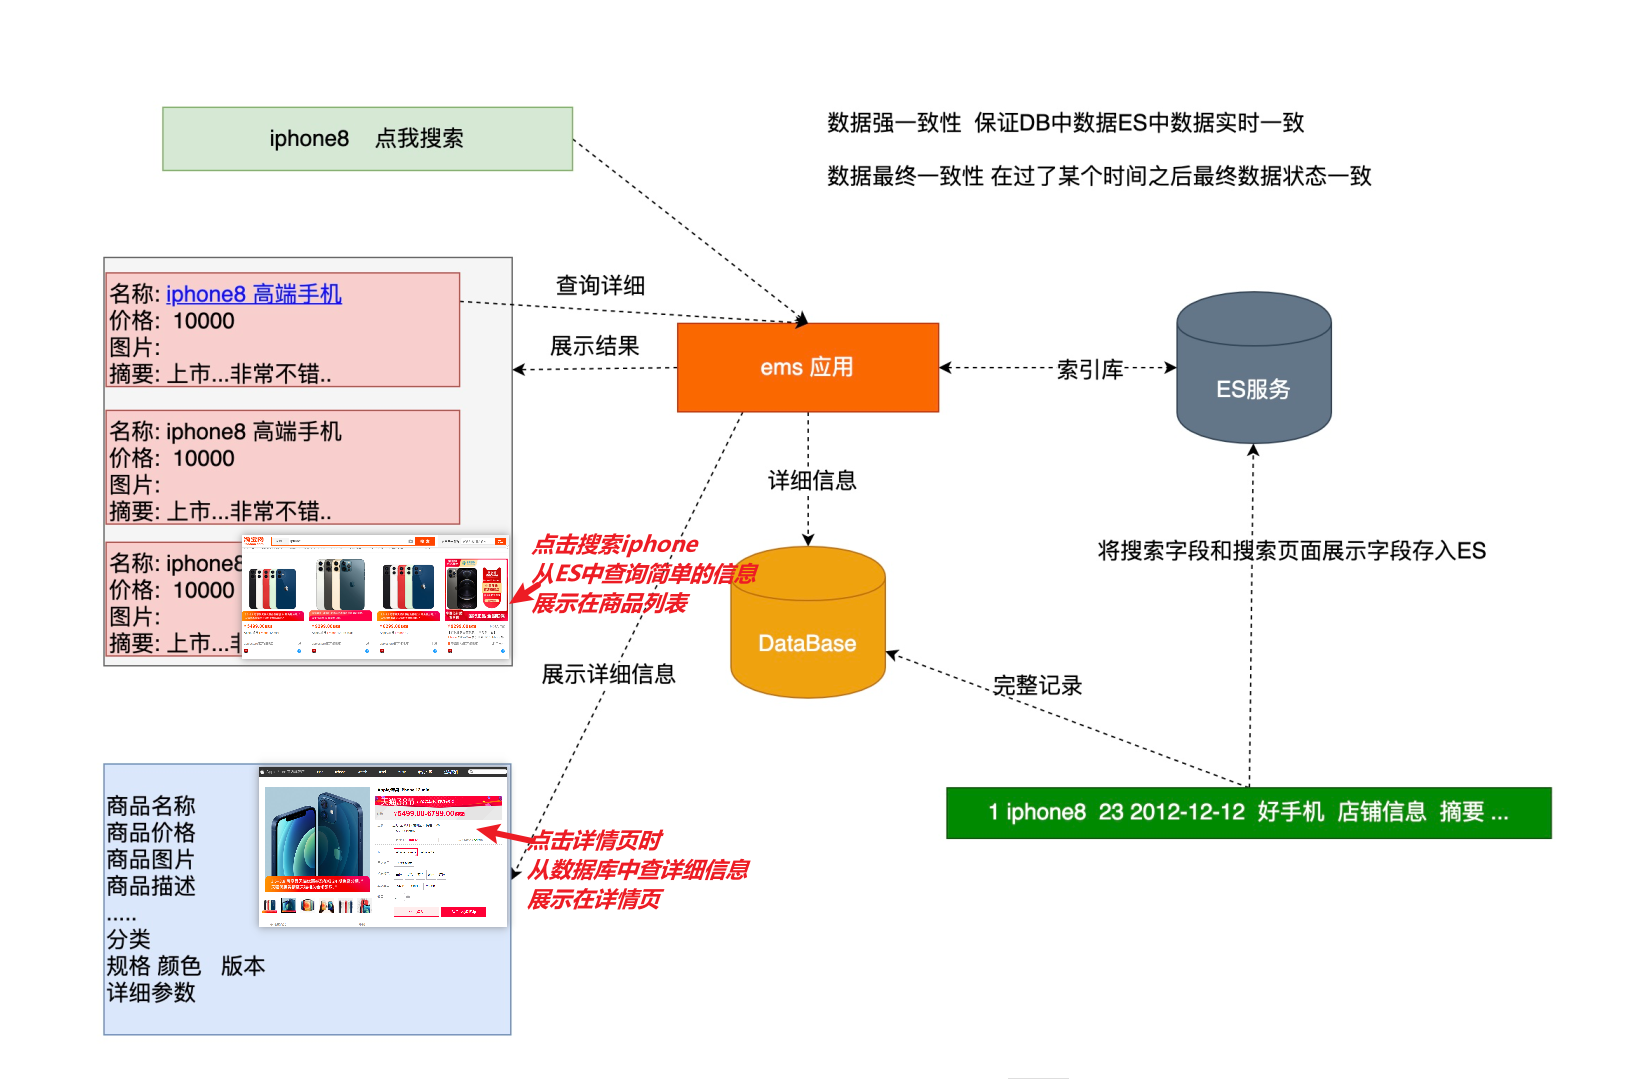 iphone8 点我搜索
数据强一致性 保证DB中数据ES中数据实时一致
数据最终一致性 在过了某个时间之后最终数据状态一致
名称: iphone8 高端手机
价格: 10000
图片:
摘要: 上市...非常不错..
查询详细
展示结果
ems 应用
索引库
ES服务
名称: iphone8 高端手机
价格: 10000
图片:
摘要: 上市...非常不错..
详细信息
名称: iphone8
价格: 10000
图片:
摘要: 上市...
点击搜索iphone
从ES中查询简单的信息
展示在商品列表
将搜索字段和搜索页面展示字段存入ES
DataBase
展示详细信息
完整记录
1 iphone8 23 2012-12-12 好手机 店铺信息 摘要 ...
商品名称
商品价格
商品图片
商品描述
.....
分类
规格 颜色 版本
详细参数
点击详情页时
从数据库中查详细信息
展示在详情页